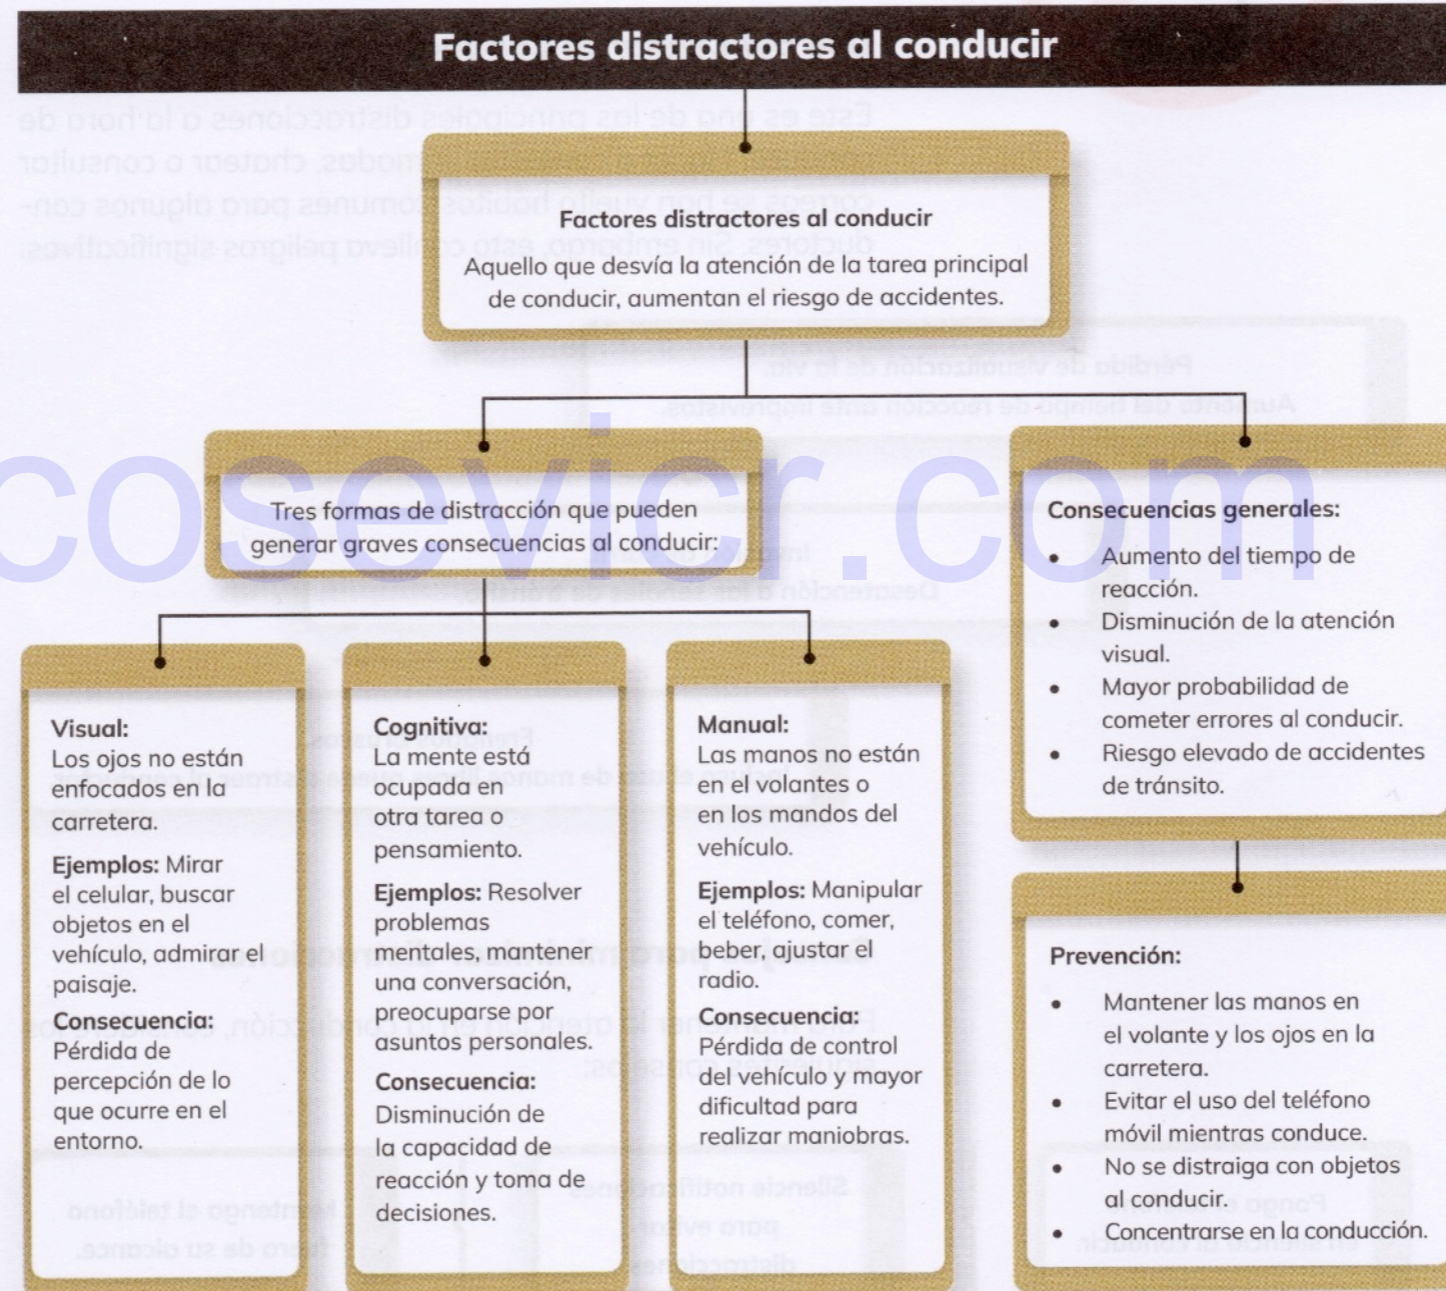 Factores distractores al conducir
Factores distractores al conducir
Aquello que desvía la atención de la tarea principal
de conducir, aumentan el riesgo de accidentes.
Tres formas de distracción que pueden
generar graves consecuencias al conducir:
Visual:
Los ojos no están
enfocados en la
carretera.
Ejemplos: Mirar
el celular, buscar
objetos en el
vehículo, admirar el
paisaje.
Consecuencia:
Pérdida de
percepción de lo
que ocurre en el
entorno.
Cognitiva:
La mente está
ocupada en
otra tarea o
pensamiento.
Ejemplos: Resolver
problemas
mentales, mantener
una conversación,
preocuparse por
asuntos personales.
Consecuencia:
Disminución de
la capacidad de
reacción y toma de
decisiones.
Manual:
Las manos no están
en el volantes o
en los mandos del
vehículo.
Ejemplos: Manipular
el teléfono, comer,
beber, ajustar el
radio.
Consecuencia:
Pérdida de control
del vehículo y mayor
dificultad para
realizar maniobras.
Consecuencias generales:
• Aumento del tiempo de
reacción.
• Disminución de la atención
visual.
• Mayor probabilidad de
cometer errores al conducir.
• Riesgo elevado de accidentes
de tránsito.
Prevención:
• Mantener las manos en
el volante y los ojos en la
carretera.
• Evitar el uso del teléfono
móvil mientras conduce.
• No se distraiga con objetos
al conducir.
• Concentrarse en la conducción.
cosevicr.com